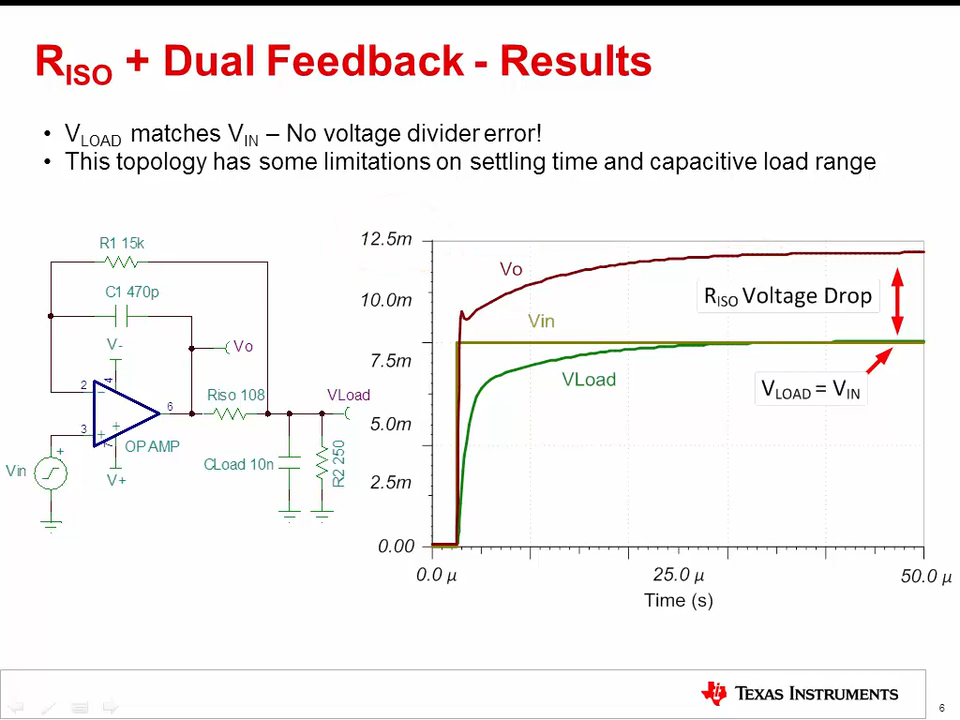 RISO + Dual Feedback - Results
• VLOAD matches VIN – No voltage divider error!
• This topology has some limitations on settling time and capacitive load range
R1 15k
C1 470p
V-
Vo
2
4
6
3
7
Riso 108
VLoad
OPAMP
Vin
V+
CLoad 10n
R2 250
12.5m
10.0m
7.5m
5.0m
2.5m
0.00
Vo
Vin
VLoad
RISO Voltage Drop
VLOAD = VIN
0.0 µ
25.0 µ
50.0 µ
Time (s)
TEXAS INSTRUMENTS
6